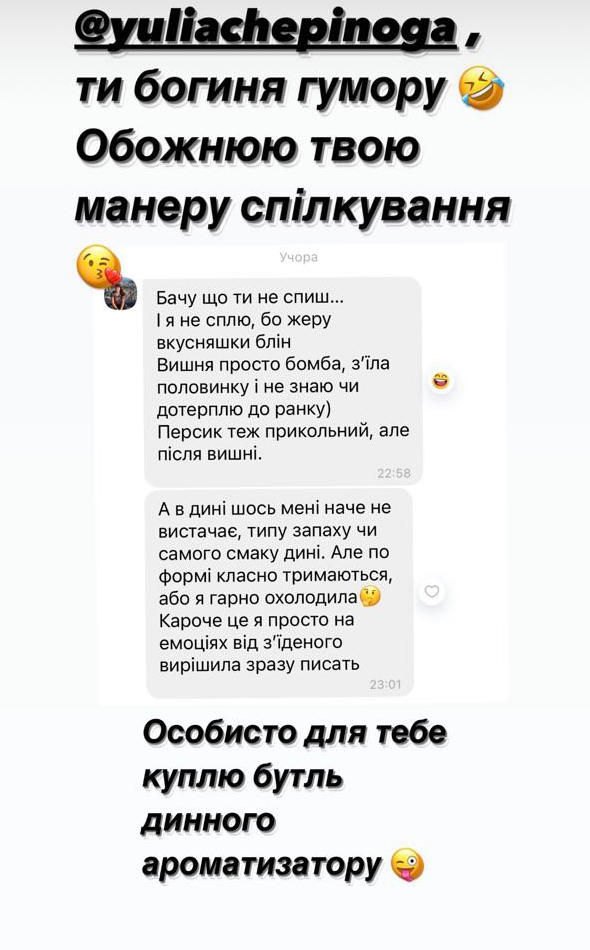 @yuliachepinoga,
ти богиня гумору 🤣
Обожнюю твою
манеру спілкування
😘
Учора
Бачу що ти не спиш...
І я не сплю, бо жеру
вкусняшки блін
Вишня просто бомба, з’їла
половинку і не знаю чи
дотерплю до ранку)
Персик теж прикольний, але
після вишні.
22:58
А в дині шось мені наче не
вистачає, типу запаху чи
самого смаку дині. Але по
формі класно тримаються,
або я гарно охолодила🤔
Кароче це я просто на
емоціях від з’їденого
вирішила зразу писать
23:01
Особисто для тебе
куплю бутль
динного
ароматизатору 😜